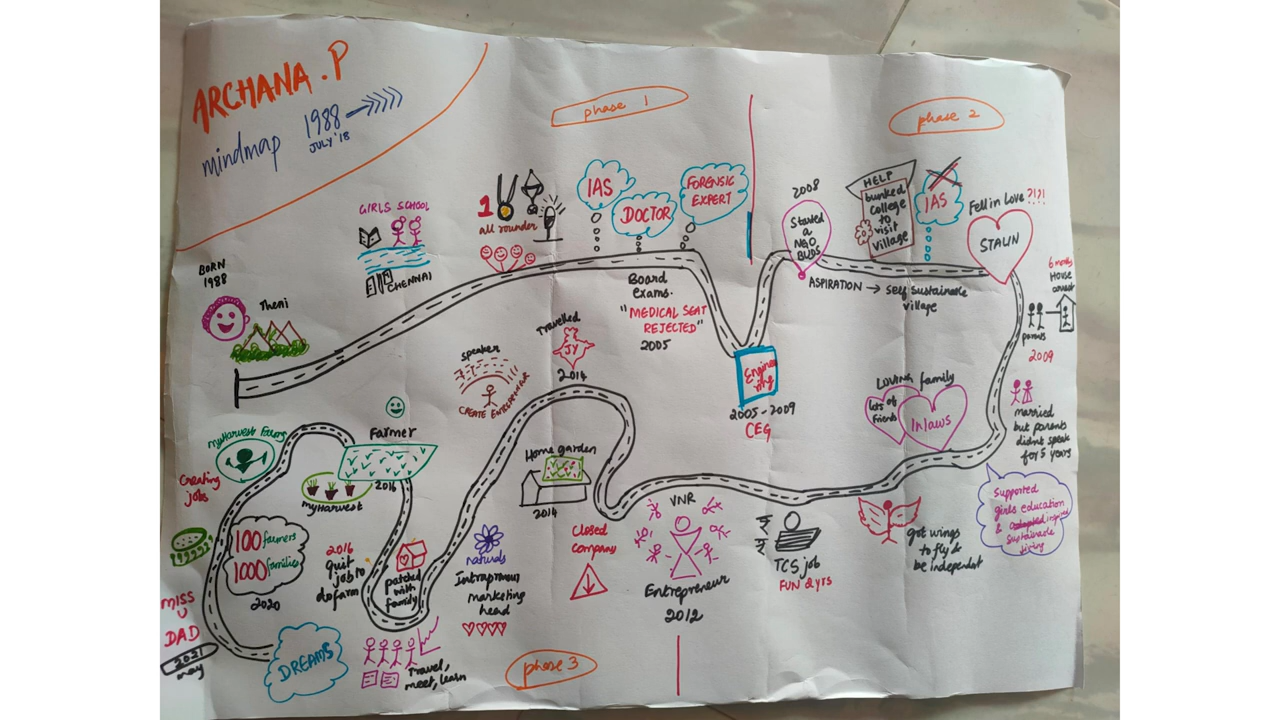 ARCHANA.P
mindmap 1988
JULY '18
phase 1
phase 2
BORN
1988
Theni
GIRLS SCHOOL
CHENNAI
1
all rounder
IAS
DOCTOR
FORENSIC
EXPERT
Board
Exams.
"MEDICAL SEAT
REJECTED"
2005
Engineering
2005-2009
CEG
2008
Started
a
NGO
BUDS
ASPIRATION → self sustainable
village
HELP
bunked
college
to
visit
village
IAS
Fell in love ?!?!
STALIN
6 months
House
arrest
parents
2009
married
but parents
didnt speak
for 5 years
LOVING family
lots of
friends
Inlaws
Supported
girls education
& inspired
sustainable
living
got wings
to fly &
be independent
₹
₹
TCS job
FUN 2 yrs
VNR
Entrepreneur
2012
closed
company
Home garden
2014
Travelled
JY
2014
speaker
CREATE ENTREPRENEUR
naturals
Intrapreneur
marketing
head
phase 3
patched
with
family
Travel,
meet, learn
2016
quit
job to
do farm
Farmer
2016
myHarvest
myHarvest Farms
Creating
jobs
100 farmers
1000 families
2020
MISS
U
DAD
2021
may
DREAMS